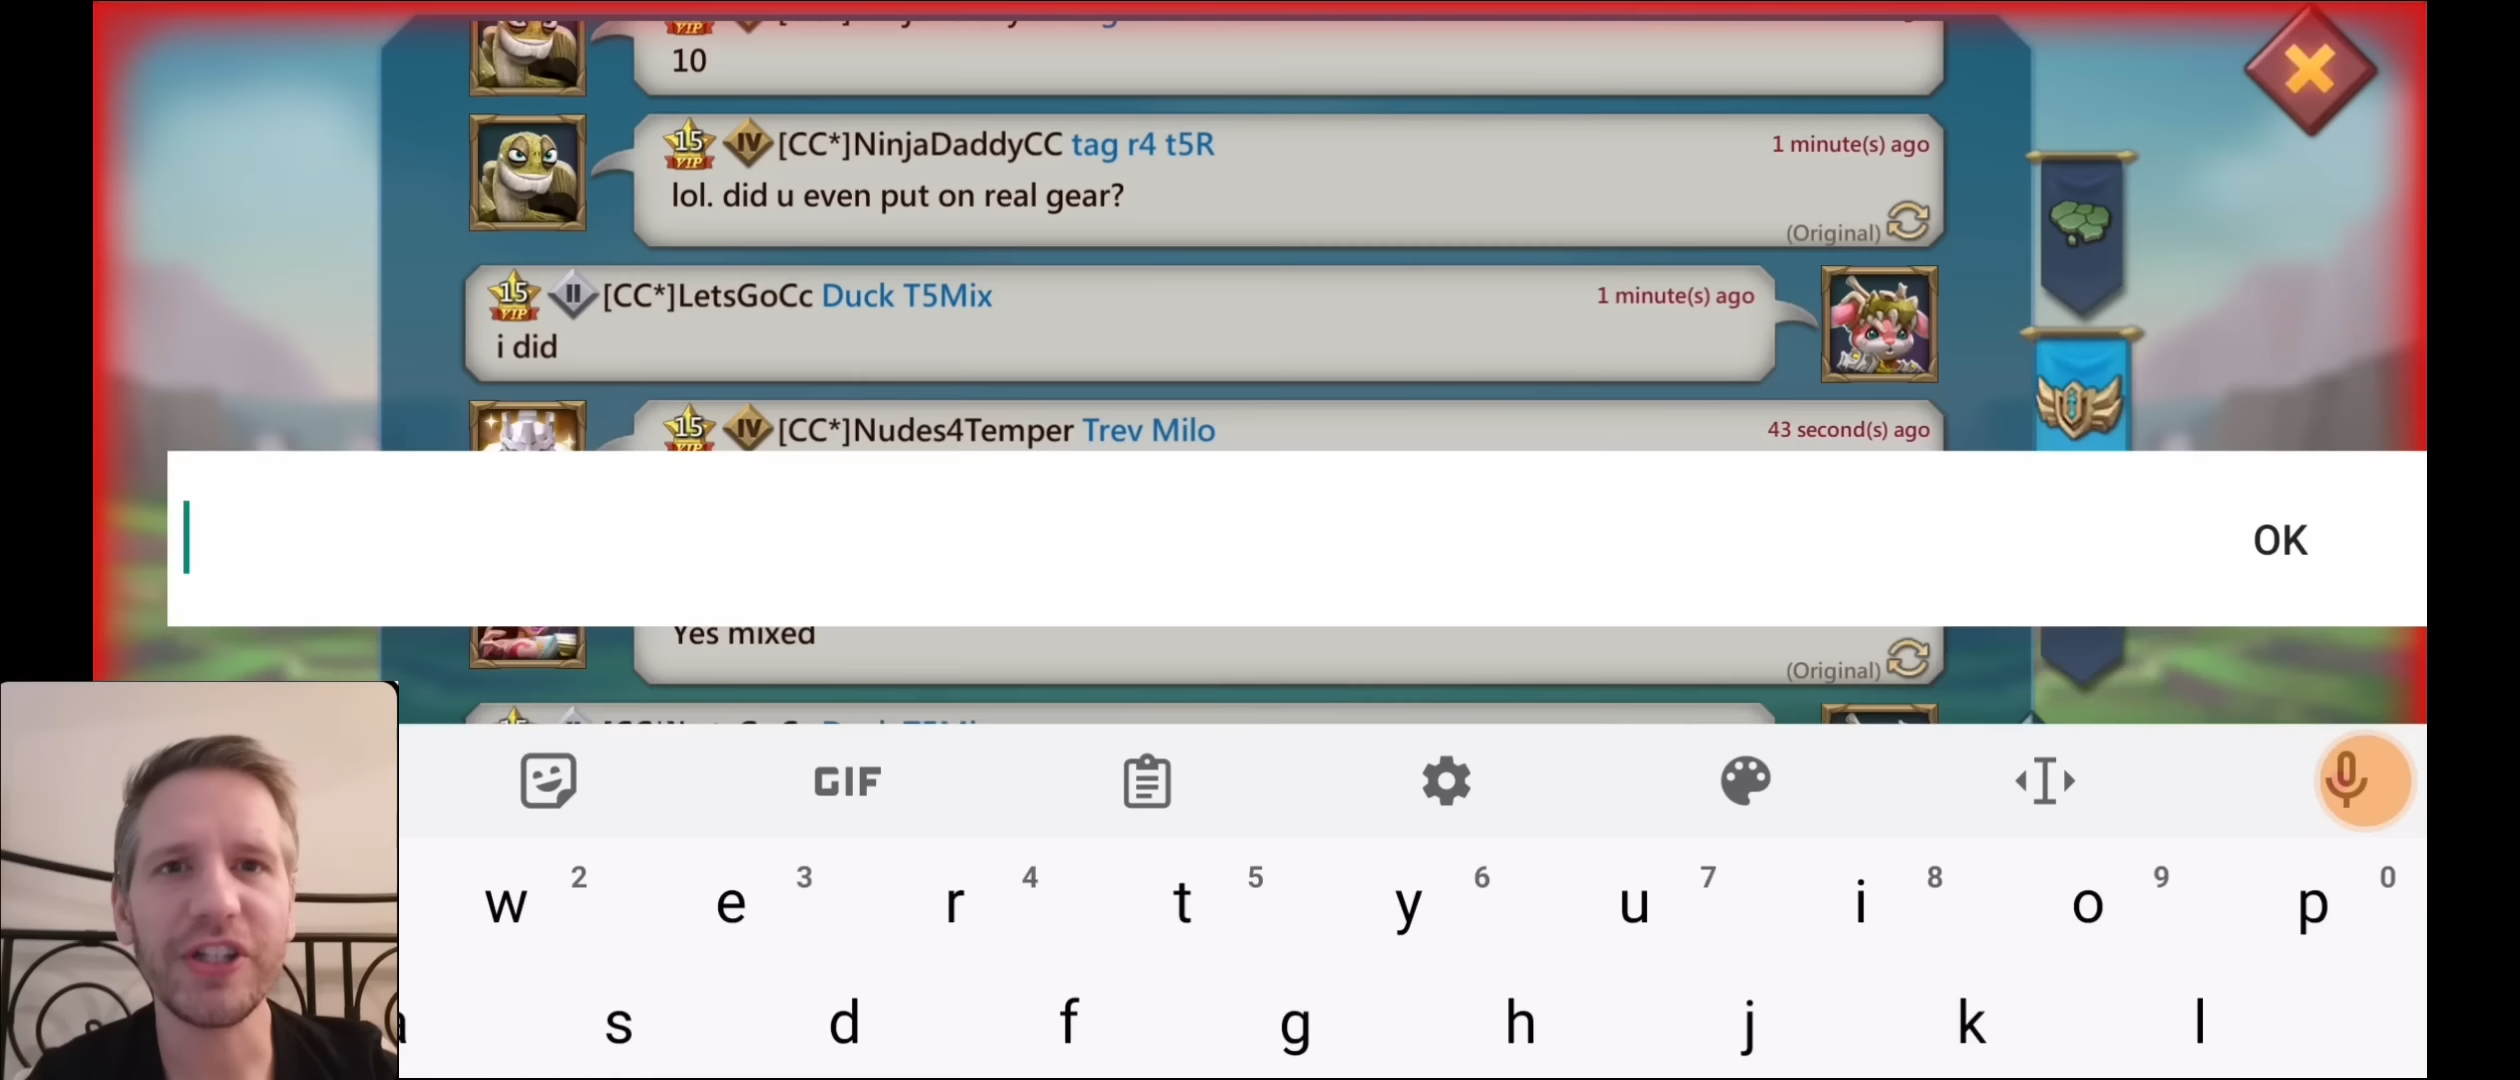 10
15 VIP IV [CC*]NinjaDaddyCC tag r4 t5R 1 minute(s) ago
lol. did u even put on real gear?
(Original)
15 VIP II [CC*]LetsGoCc Duck T5Mix 1 minute(s) ago
i did
15 VIP IV [CC*]Nudes4Temper Trev Milo 43 second(s) ago
OK
Yes mixed
(Original)
GIF
w 2 e 3 r 4 t 5 y 6 u 7 i 8 o 9 p 0
a s d f g h j k l